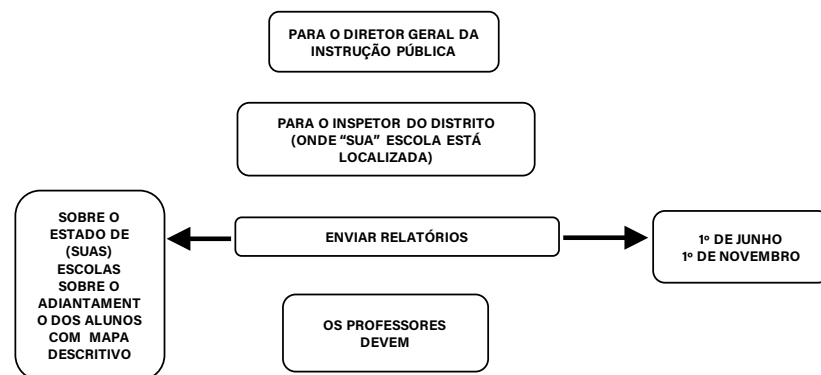 PARA O DIRETOR GERAL DA
INSTRUÇÃO PÚBLICA
PARA O INSPETOR DO DISTRITO
(ONDE “SUA” ESCOLA ESTÁ
LOCALIZADA)
SOBRE O
ESTADO DE
(SUAS)
ESCOLAS
SOBRE O
ADIANTAMENT
O DOS ALUNOS
COM MAPA
DESCRITIVO
ENVIAR RELATÓRIOS
1º DE JUNHO
1º DE NOVEMBRO
OS PROFESSORES
DEVEM